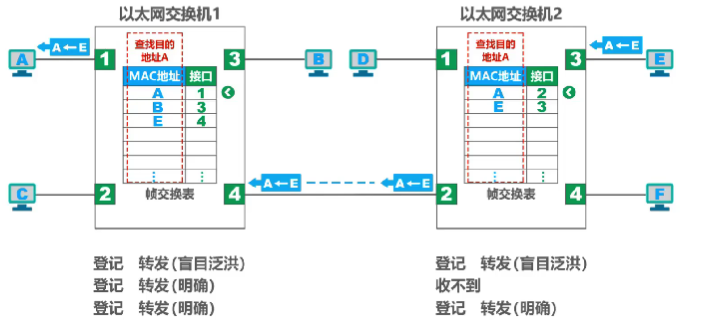 以太网交换机1 以太网交换机2
A A←E 1 查找目的地址A 3 B D 1 查找目的地址A 3 A←E E
MAC地址 接口 MAC地址 接口
A 1 A 2
B 3 E 3
E 4
⋮ ⋮ ⋮ ⋮
C 2 帧交换表 4 A←E A←E 2 帧交换表 4 F
登记 转发(盲目泛洪) 登记 转发(盲目泛洪)
登记 转发(明确) 收不到
登记 转发(明确) 登记 转发(明确)